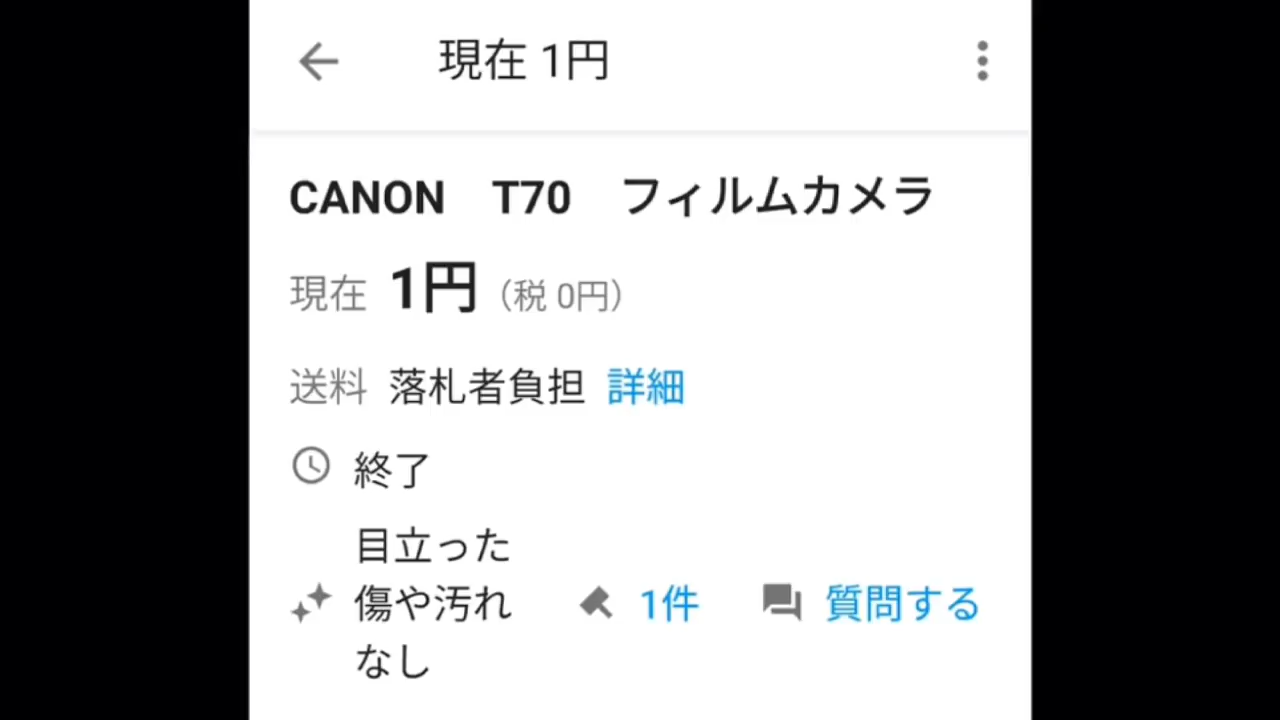 現在 1円
CANON　T70　フィルムカメラ
現在 1円（税 0円）
送料 落札者負担 詳細
終了
目立った
傷や汚れ
なし
1件
質問する